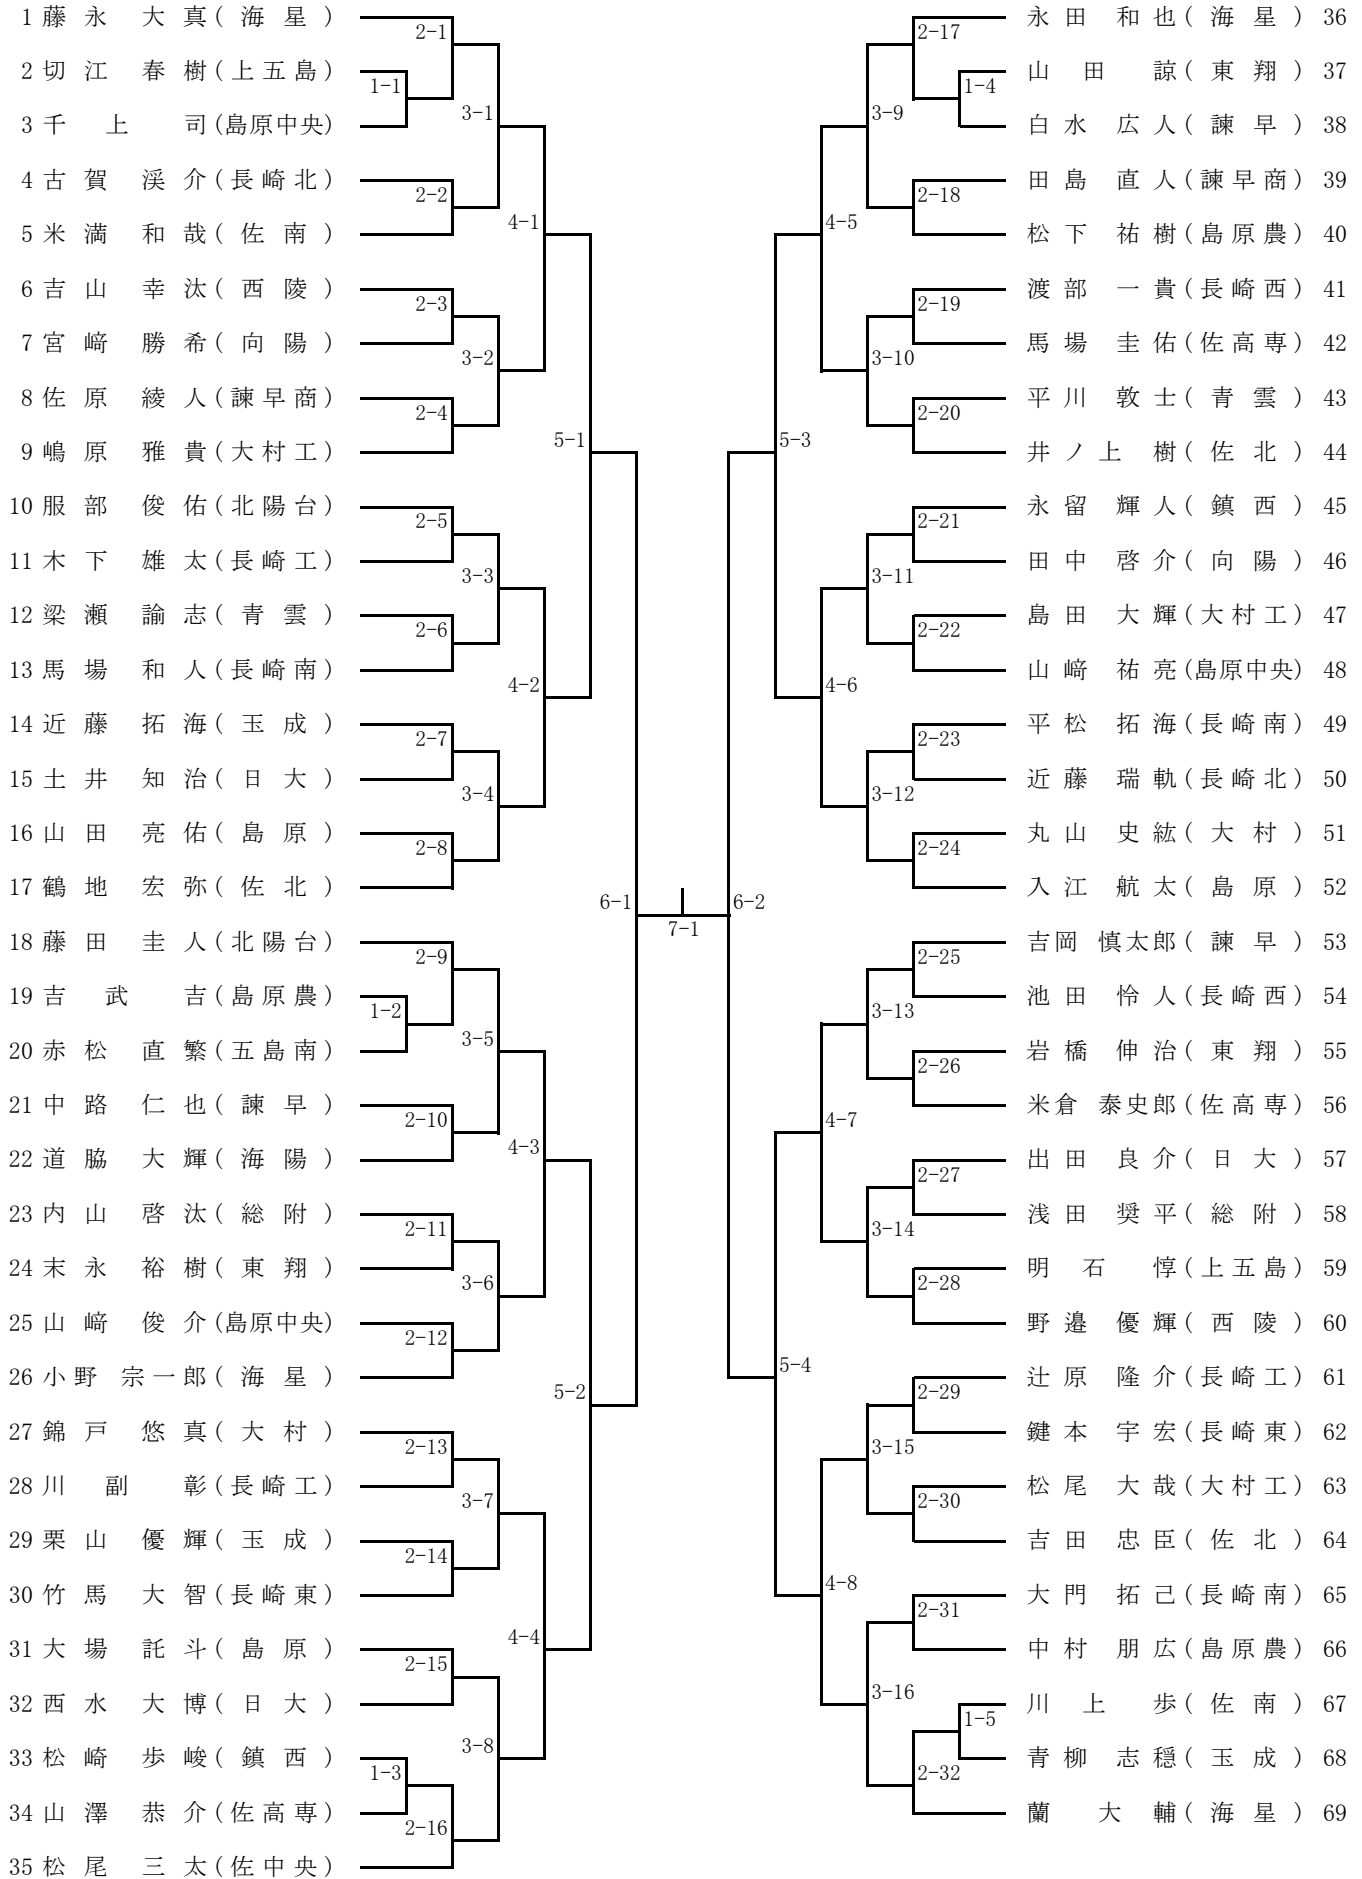 1 藤永 大真(海星)
2 切江 春樹(上五島)
3 千上 司(島原中央)
4 古賀 渓介(長崎北)
5 米満 和哉(佐南)
6 吉山 幸汰(西陵)
7 宮﨑 勝希(向陽)
8 佐原 綾人(諫早商)
9 嶋原 雅貴(大村工)
10 服部 俊佑(北陽台)
11 木下 雄太(長崎工)
12 梁瀬 諭志(青雲)
13 馬場 和人(長崎南)
14 近藤 拓海(玉成)
15 土井 知治(日大)
16 山田 亮佑(島原)
17 鶴地 宏弥(佐北)
18 藤田 圭人(北陽台)
19 吉武 吉(島原農)
20 赤松 直繁(五島南)
21 中路 仁也(諫早)
22 道脇 大輝(海陽)
23 内山 啓汰(総附)
24 末永 裕樹(東翔)
25 山﨑 俊介(島原中央)
26 小野 宗一郎(海星)
27 錦戸 悠真(大村)
28 川副 彰(長崎工)
29 栗山 優輝(玉成)
30 竹馬 大智(長崎東)
31 大場 託斗(島原)
32 西水 大博(日大)
33 松崎 歩峻(鎮西)
34 山澤 恭介(佐高専)
35 松尾 三太(佐中央)
1-1
1-2
1-3
2-1
2-2
2-3
2-4
2-5
2-6
2-7
2-8
2-9
2-10
2-11
2-12
2-13
2-14
2-15
2-16
3-1
3-2
3-3
3-4
3-5
3-6
3-7
3-8
4-1
4-2
4-3
4-4
5-1
5-2
6-1
7-1
6-2
5-3
5-4
4-5
4-6
4-7
4-8
3-9
3-10
3-11
3-12
3-13
3-14
3-15
3-16
2-17
2-18
2-19
2-20
2-21
2-22
2-23
2-24
2-25
2-26
2-27
2-28
2-29
2-30
2-31
2-32
1-4
1-5
永田 和也(海星) 36
山田 諒(東翔) 37
白水 広人(諫早) 38
田島 直人(諫早商) 39
松下 祐樹(島原農) 40
渡部 一貴(長崎西) 41
馬場 圭佑(佐高専) 42
平川 敦士(青雲) 43
井ノ上 樹(佐北) 44
永留 輝人(鎮西) 45
田中 啓介(向陽) 46
島田 大輝(大村工) 47
山﨑 祐亮(島原中央) 48
平松 拓海(長崎南) 49
近藤 瑞軌(長崎北) 50
丸山 史紘(大村) 51
入江 航太(島原) 52
吉岡 慎太郎(諫早) 53
池田 怜人(長崎西) 54
岩橋 伸治(東翔) 55
米倉 泰史郎(佐高専) 56
出田 良介(日大) 57
浅田 奨平(総附) 58
明石 惇(上五島) 59
野邉 優輝(西陵) 60
辻原 隆介(長崎工) 61
鍵本 宇宏(長崎東) 62
松尾 大哉(大村工) 63
吉田 忠臣(佐北) 64
大門 拓己(長崎南) 65
中村 朋広(島原農) 66
川上 歩(佐南) 67
青柳 志穏(玉成) 68
蘭 大輔(海星) 69